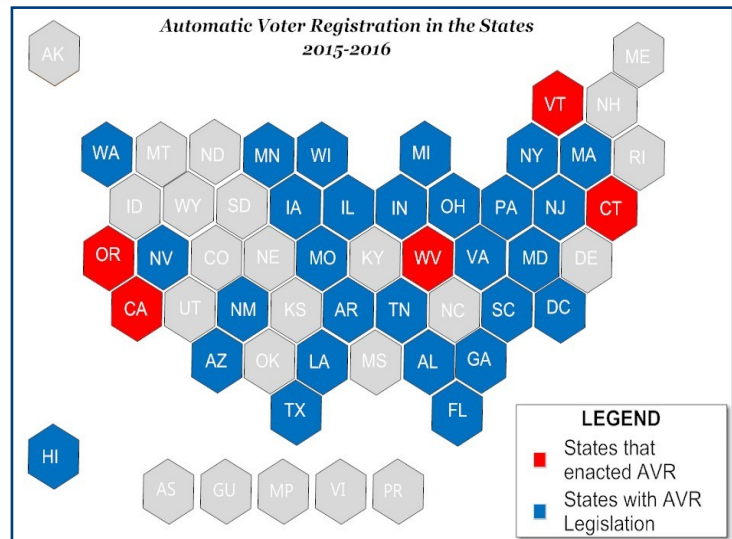 Automatic Voter Registration in the States
2015-2016
AK
ME
VT NH
WA MT ND MN WI MI NY MA RI
ID WY SD IA IL IN OH PA NJ CT
OR NV CO NE MO KY WV VA MD DE
CA UT NM KS AR TN NC SC DC
AZ OK LA MS AL GA
TX FL
HI
AS GU MP VI PR
LEGEND
States that
enacted AVR
States with AVR
Legislation